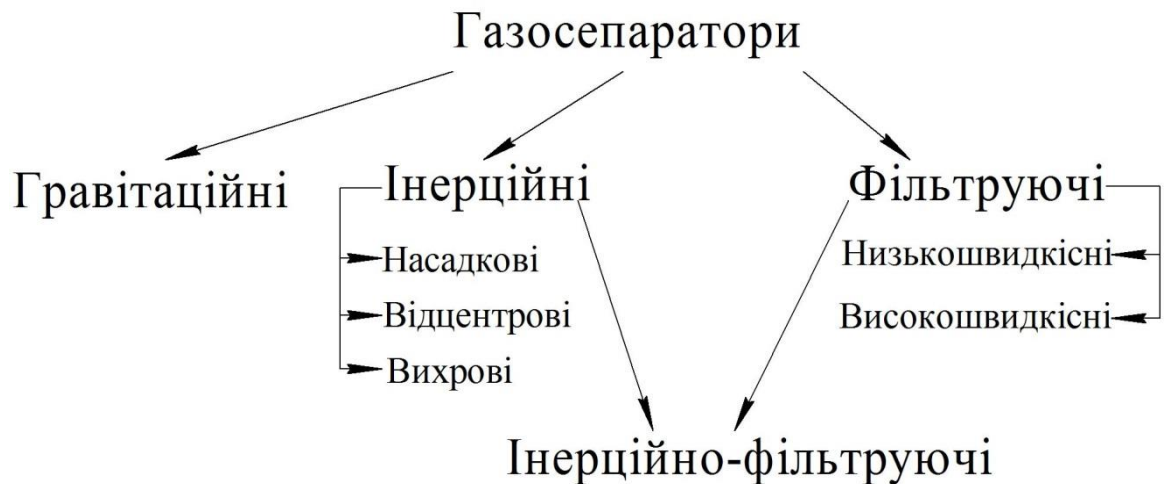 Газосепаратори
Гравітаційні
Інерційні
Фільтруючі
Насадкові
Відцентрові
Вихрові
Низькошвидкісні
Високошвидкісні
Інерційно-фільтруючі